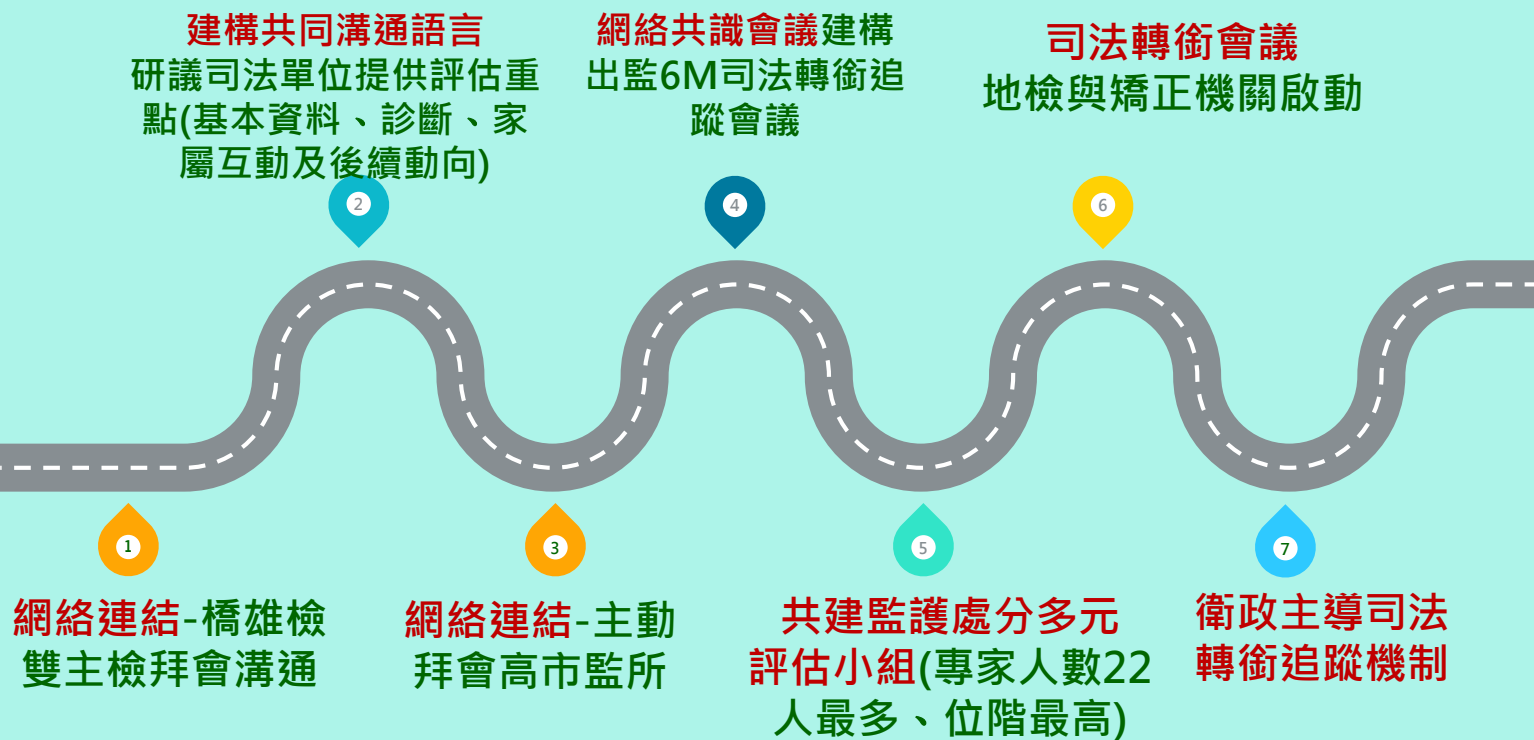 建構共同溝通語言
研議司法單位提供評估重
點(基本資料、診斷、家
屬互動及後續動向)
網絡共識會議建構
出監6M司法轉銜追
蹤會議
司法轉銜會議
地檢與矯正機關啟動
2
4
6
1
3
5
7
網絡連結-橋雄檢
雙主檢拜會溝通
網絡連結-主動
拜會高市監所
共建監護處分多元
評估小組(專家人數22
人最多、位階最高)
衛政主導司法
轉銜追蹤機制